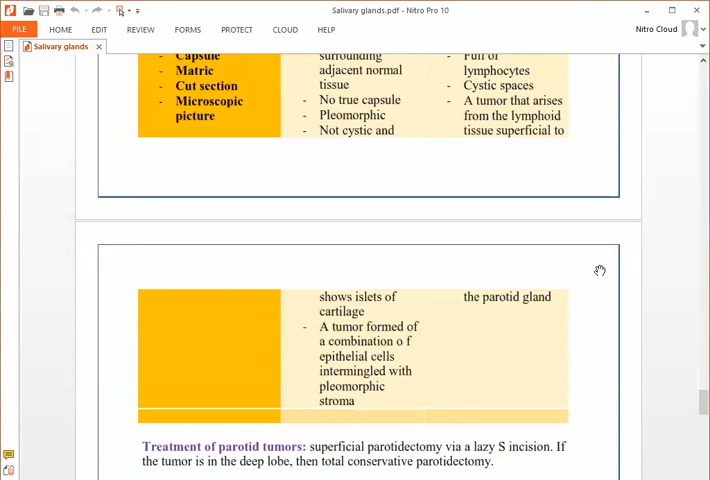 Salivary glands.pdf - Nitro Pro 10
FILE HOME EDIT REVIEW FORMS PROTECT CLOUD HELP
Nitro Cloud
Salivary glands ×
- Capsule
- Matric
- Cut section
- Microscopic
picture
surrounding
adjacent normal
tissue
- No true capsule
- Pleomorphic
- Not cystic and
- Full of
lymphocytes
- Cystic spaces
- A tumor that arises
from the lymphoid
tissue superficial to
shows islets of
cartilage
- A tumor formed of
a combination o f
epithelial cells
intermingled with
pleomorphic
stroma
the parotid gland
Treatment of parotid tumors: superficial parotidectomy via a lazy S incision. If
the tumor is in the deep lobe, then total conservative parotidectomy.